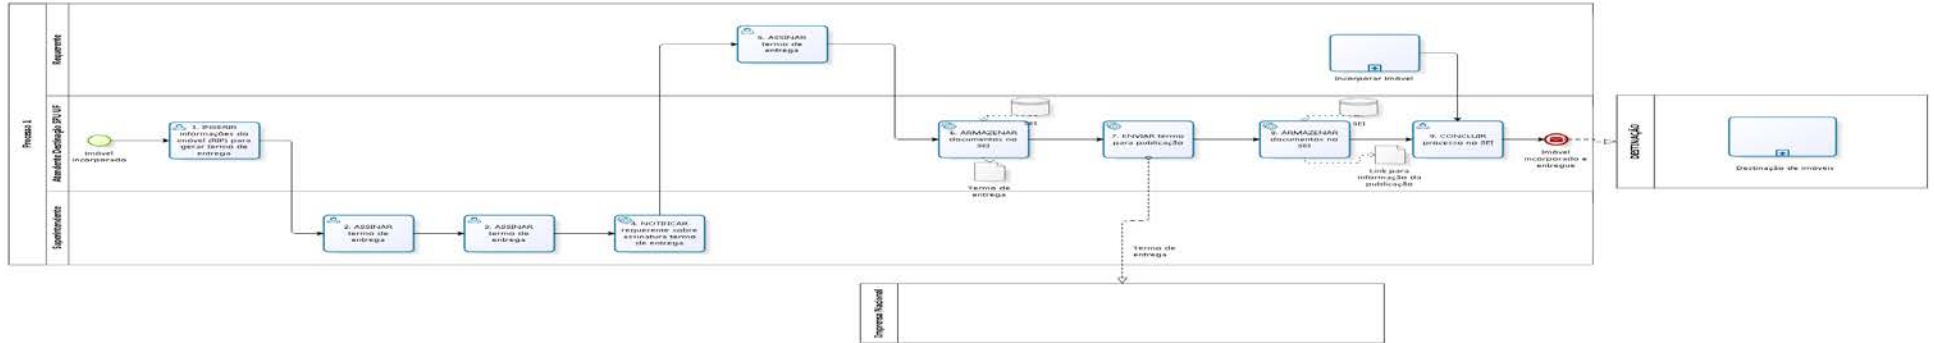 Processo 1
Requerente
5. ASSINAR
termo de
entrega
Incorporar imóvel
Atendente Destinação SPU UF
Imóvel
incorporado
1. INSERIR
informações do
imóvel (RIP) para
gerar termo de
entrega
6. ARMAZENAR
documentos no
SEI
SEI
Termo de
entrega
7. ENVIAR termo
para publicação
8. ARMAZENAR
documentos no
SEI
SEI
Link para
informação da
publicação
9. CONCLUIR
processo no SEI
Imóvel
incorporado e
entregue
DESTINAÇÃO
Destinação de imóveis
Superintendente
2. ASSINAR
termo de
entrega
3. ASSINAR
termo de
entrega
4. NOTIFICAR
requerente sobre
assinatura termo
de entrega
Termo de
entrega
Imprensa Nacional